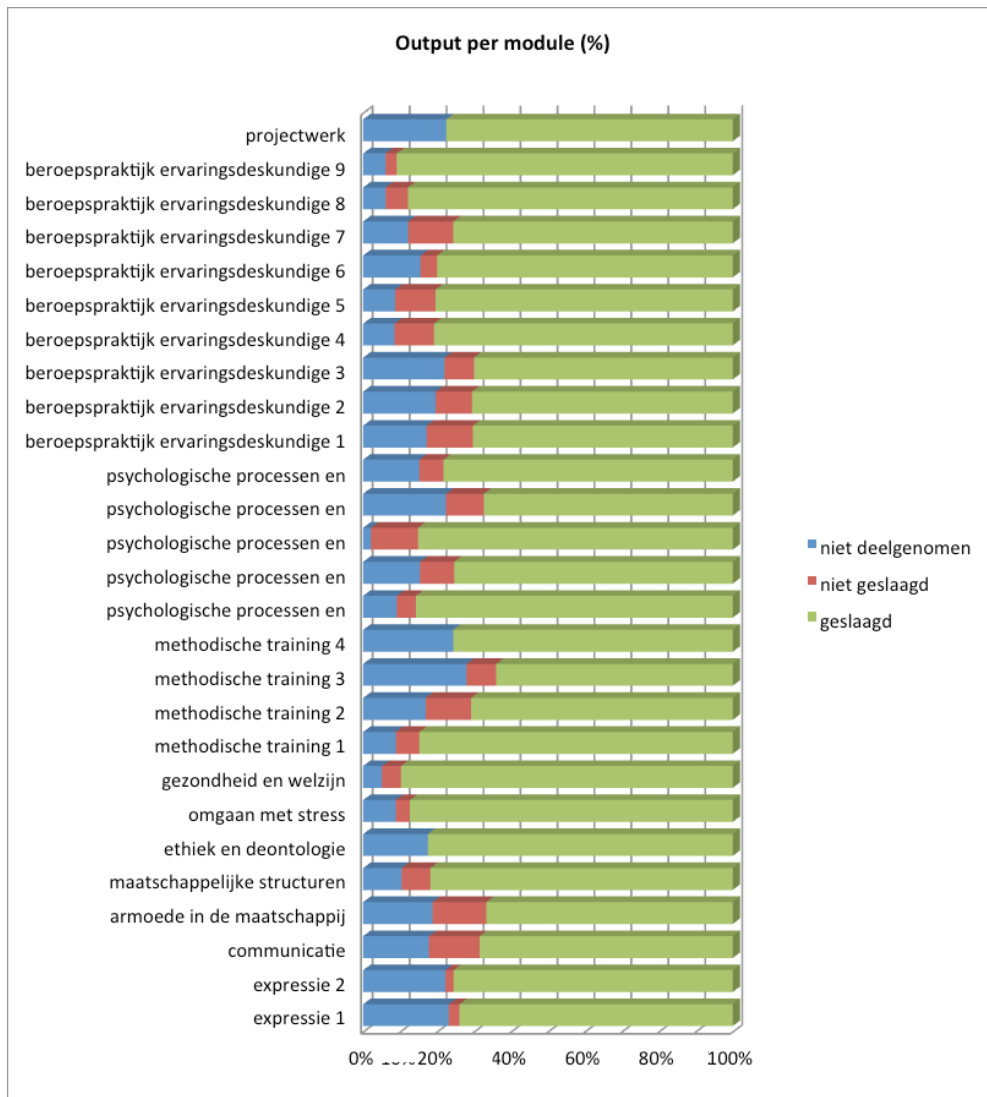 Output per module (%)
projectwerk
beroepspraktijk ervaringsdeskundige 9
beroepspraktijk ervaringsdeskundige 8
beroepspraktijk ervaringsdeskundige 7
beroepspraktijk ervaringsdeskundige 6
beroepspraktijk ervaringsdeskundige 5
beroepspraktijk ervaringsdeskundige 4
beroepspraktijk ervaringsdeskundige 3
beroepspraktijk ervaringsdeskundige 2
beroepspraktijk ervaringsdeskundige 1
psychologische processen en
psychologische processen en
psychologische processen en
psychologische processen en
psychologische processen en
methodische training 4
methodische training 3
methodische training 2
methodische training 1
gezondheid en welzijn
omgaan met stress
ethiek en deontologie
maatschappelijke structuren
armoede in de maatschappij
communicatie
expressie 2
expressie 1
niet deelgenomen
niet geslaagd
geslaagd
0% 20% 40% 60% 80% 100%